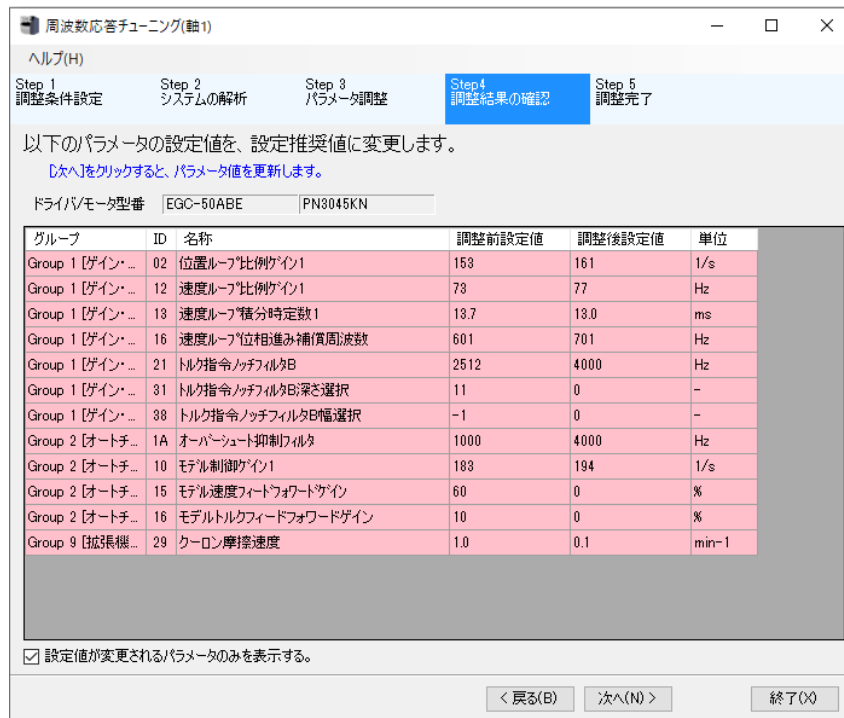 周波数応答チューニング(軸1)
ヘルプ(H)
Step 1 Step 2 Step 3 Step4 Step 5
調整条件設定 システムの解析 パラメータ調整 調整結果の確認 調整完了
以下のパラメータの設定値を、設定推奨値に変更します。
[次へ]をクリックすると、パラメータ値を更新します。
ドライバ/モータ型番 EGC-50ABE PN3045KN
グループ ID 名称 調整前設定値 調整後設定値 単位
Group 1 [ゲイン・... 02 位置ループ比例ゲイン1 153 161 1/s
Group 1 [ゲイン・... 12 速度ループ比例ゲイン1 73 77 Hz
Group 1 [ゲイン・... 13 速度ループ積分時定数1 13.7 13.0 ms
Group 1 [ゲイン・... 16 速度ループ位相進み補償周波数 601 701 Hz
Group 1 [ゲイン・... 21 トルク指令ノッチフィルタB 2512 4000 Hz
Group 1 [ゲイン・... 31 トルク指令ノッチフィルタB深さ選択 11 0 -
Group 1 [ゲイン・... 38 トルク指令ノッチフィルタB幅選択 -1 0 -
Group 2 [オートチ... 1A オーバーシュート抑制フィルタ 1000 4000 Hz
Group 2 [オートチ... 10 モデル制御ゲイン1 183 194 1/s
Group 2 [オートチ... 15 モデル速度フィードフォワードゲイン 60 0 %
Group 2 [オートチ... 16 モデルトルクフィードフォワードゲイン 10 0 %
Group 9 [拡張機... 29 クーロン摩擦速度 1.0 0.1 min-1
設定値が変更されるパラメータのみを表示する。
< 戻る(B) 次へ(N) > 終了(X)